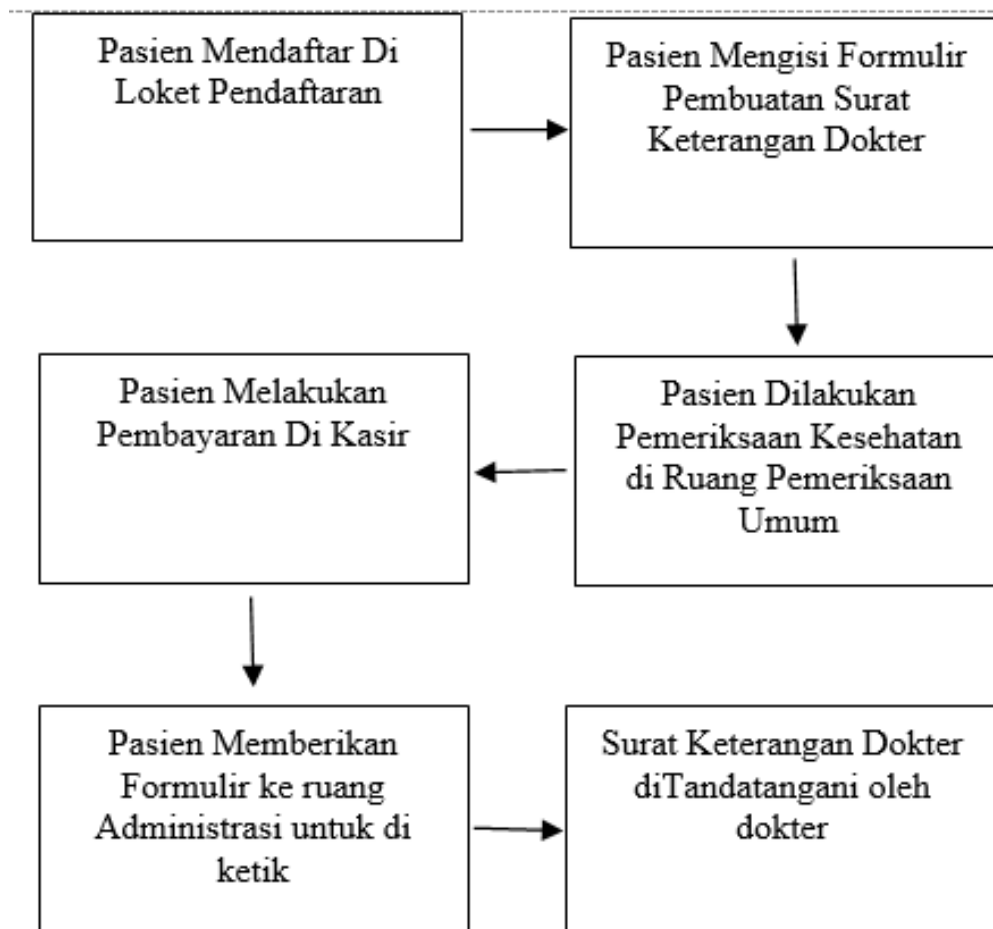 Pasien Mendaftar Di
Loket Pendaftaran
Pasien Mengisi Formulir
Pembuatan Surat
Keterangan Dokter
Pasien Dilakukan
Pemeriksaan Kesehatan
di Ruang Pemeriksaan
Umum
Pasien Melakukan
Pembayaran Di Kasir
Pasien Memberikan
Formulir ke ruang
Administrasi untuk di
ketik
Surat Keterangan Dokter
diTandatangani oleh
dokter